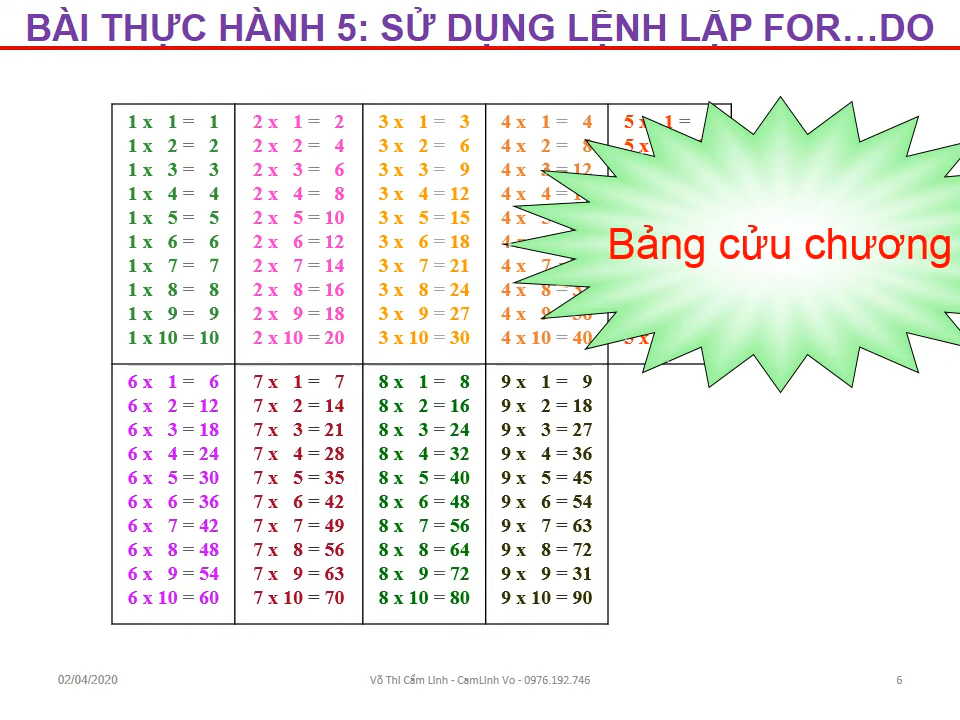 BÀI THỰC HÀNH 5: SỬ DỤNG LỆNH LẶP FOR...DO
1 x 1 = 1
1 x 2 = 2
1 x 3 = 3
1 x 4 = 4
1 x 5 = 5
1 x 6 = 6
1 x 7 = 7
1 x 8 = 8
1 x 9 = 9
1 x 10 = 10
2 x 1 = 2
2 x 2 = 4
2 x 3 = 6
2 x 4 = 8
2 x 5 = 10
2 x 6 = 12
2 x 7 = 14
2 x 8 = 16
2 x 9 = 18
2 x 10 = 20
3 x 1 = 3
3 x 2 = 6
3 x 3 = 9
3 x 4 = 12
3 x 5 = 15
3 x 6 = 18
3 x 7 = 21
3 x 8 = 24
3 x 9 = 27
3 x 10 = 30
4 x 1 = 4
4 x 2 = 8
4 x 3 = 12
4 x 4 =
4 x
4
4 x 7
4 x 8 =
4 x
4 x 10 = 40
5 x 1 =
5 x
5 x
Bảng cửu chương
6 x 1 = 6
6 x 2 = 12
6 x 3 = 18
6 x 4 = 24
6 x 5 = 30
6 x 6 = 36
6 x 7 = 42
6 x 8 = 48
6 x 9 = 54
6 x 10 = 60
7 x 1 = 7
7 x 2 = 14
7 x 3 = 21
7 x 4 = 28
7 x 5 = 35
7 x 6 = 42
7 x 7 = 49
7 x 8 = 56
7 x 9 = 63
7 x 10 = 70
8 x 1 = 8
8 x 2 = 16
8 x 3 = 24
8 x 4 = 32
8 x 5 = 40
8 x 6 = 48
8 x 7 = 56
8 x 8 = 64
8 x 9 = 72
8 x 10 = 80
9 x 1 = 9
9 x 2 = 18
9 x 3 = 27
9 x 4 = 36
9 x 5 = 45
9 x 6 = 54
9 x 7 = 63
9 x 8 = 72
9 x 9 = 31
9 x 10 = 90
02/04/2020
Võ Thị Cẩm Linh - CamLinh Vo - 0976.192.746
6